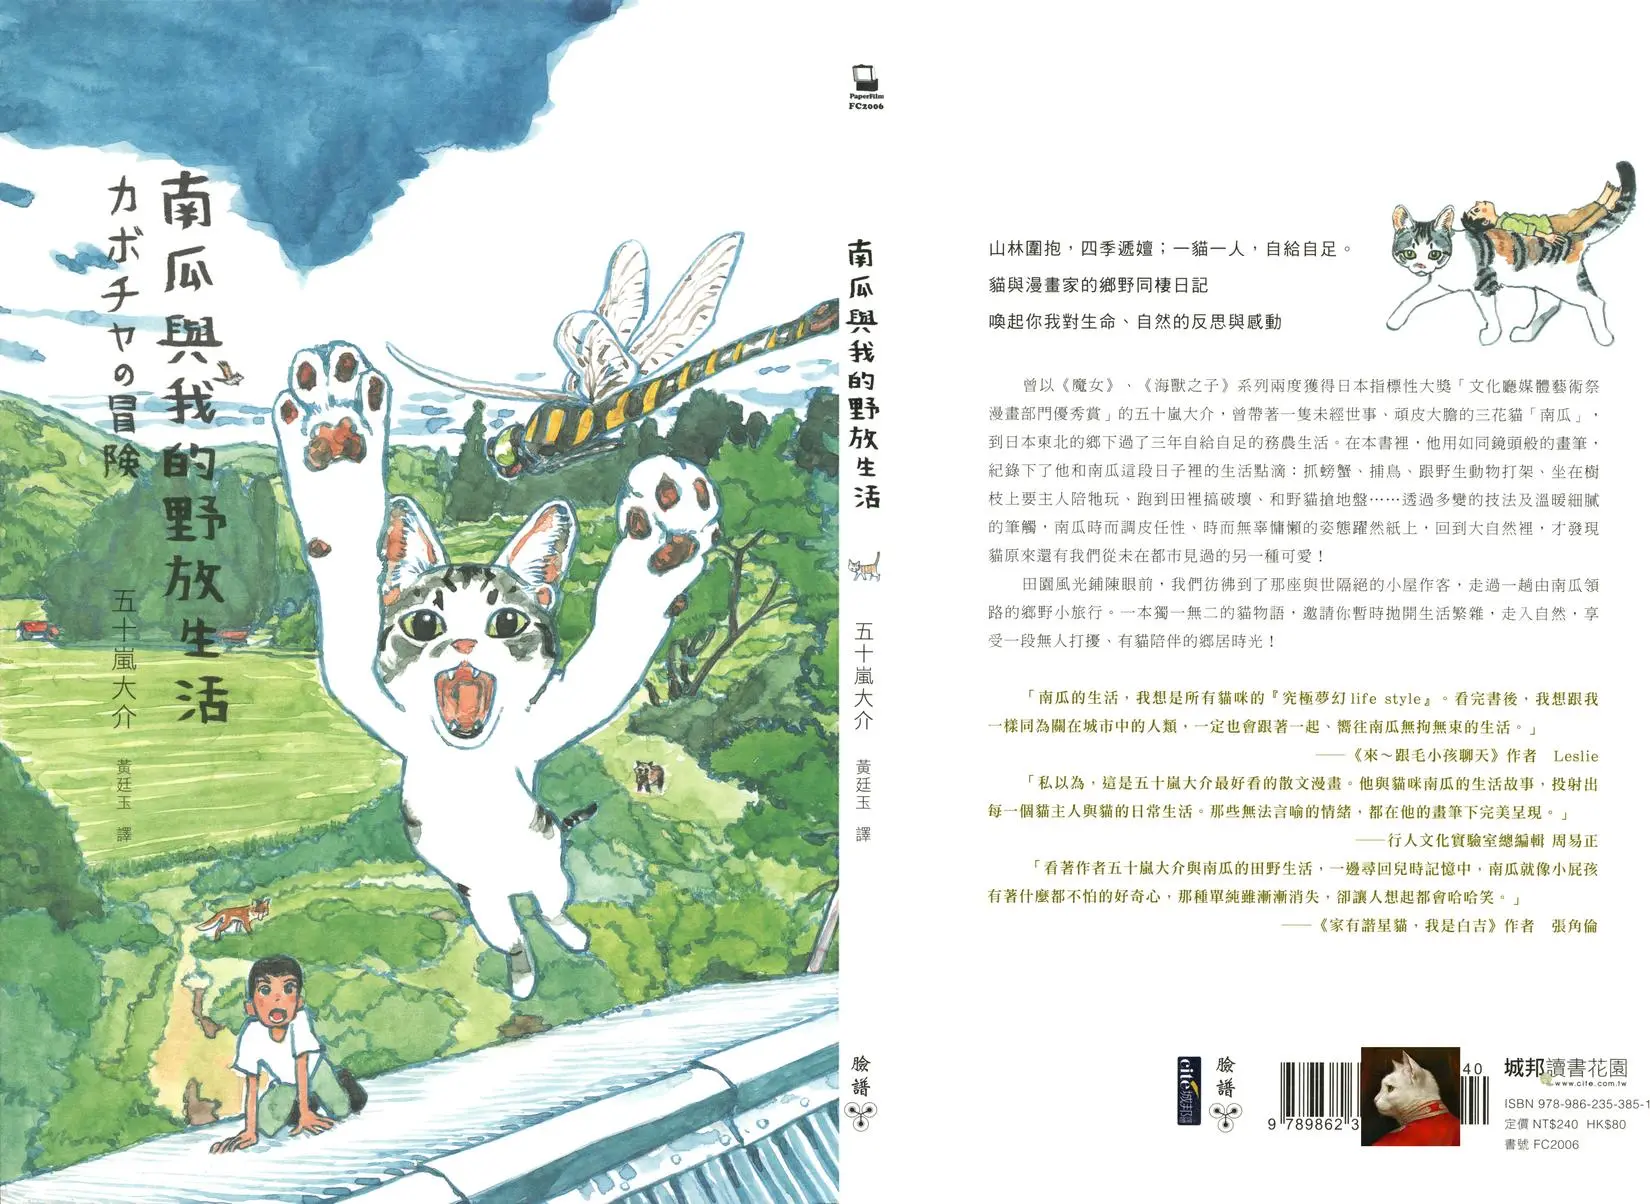 南瓜與我的野放生活
カボチャの冒険
五十嵐大介
黃廷玉 譯
PaperFilm
FC2006
南瓜與我的野放生活
五十嵐大介
黃廷玉 譯
臉譜
山林圍抱，四季遞嬗；一貓一人，自給自足。
貓與漫畫家的鄉野同棲日記
喚起你我對生命、自然的反思與感動
曾以《魔女》、《海獸之子》系列兩度獲得日本指標性大獎「文化廳媒體藝術祭
漫畫部門優秀賞」的五十嵐大介，曾帶著一隻未經世事、頑皮大膽的三花貓「南瓜」，
到日本東北的鄉下過了三年自給自足的務農生活。在本書裡，他用如同鏡頭般的畫筆，
紀錄下了他和南瓜這段日子裡的生活點滴：抓螃蟹、捕鳥、跟野生動物打架、坐在樹
枝上要主人陪牠玩、跑到田裡搞破壞、和野貓搶地盤⋯⋯透過多變的技法及溫暖細膩
的筆觸，南瓜時而調皮任性、時而無辜慵懶的姿態躍然紙上，回到大自然裡，才發現
貓原來還有我們從未在都市見過的另一種可愛！
田園風光鋪陳眼前，我們彷彿到了那座與世隔絕的小屋作客，走過一趟由南瓜領
路的鄉野小旅行。一本獨一無二的貓物語，邀請你暫時拋開生活繁雜，走入自然，享
受一段無人打擾、有貓陪伴的鄉居時光！
「南瓜的生活，我想是所有貓咪的『究極夢幻life style』。看完書後，我想跟我
一樣同為關在城市中的人類，一定也會跟著一起、嚮往南瓜無拘無束的生活。」
——《來～跟毛小孩聊天》作者 Leslie
「私以為，這是五十嵐大介最好看的散文漫畫。他與貓咪南瓜的生活故事，投射出
每一個貓主人與貓的日常生活。那些無法言喻的情緒，都在他的畫筆下完美呈現。」
——行人文化實驗室總編輯 周易正
「看著作者五十嵐大介與南瓜的田野生活，一邊尋回兒時記憶中，南瓜就像小屁孩
有著什麼都不怕的好奇心，那種單純雖漸漸消失，卻讓人想起都會哈哈笑。」
——《家有諧星貓，我是白吉》作者 張角倫
cité城邦
臉譜
9 789862 3
40
城邦讀書花園
www.cite.com.tw
ISBN 978-986-235-385-1
定價 NT$240 HK$80
書號 FC2006